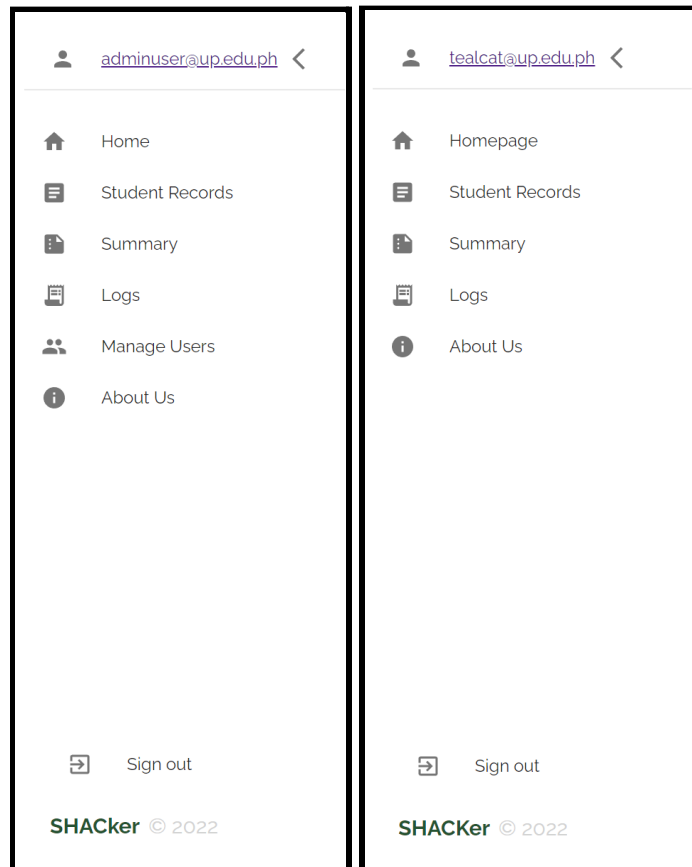 adminuser@up.edu.ph
Home
Student Records
Summary
Logs
Manage Users
About Us
Sign out
SHACker © 2022
tealcat@up.edu.ph
Homepage
Student Records
Summary
Logs
About Us
Sign out
SHACKer © 2022